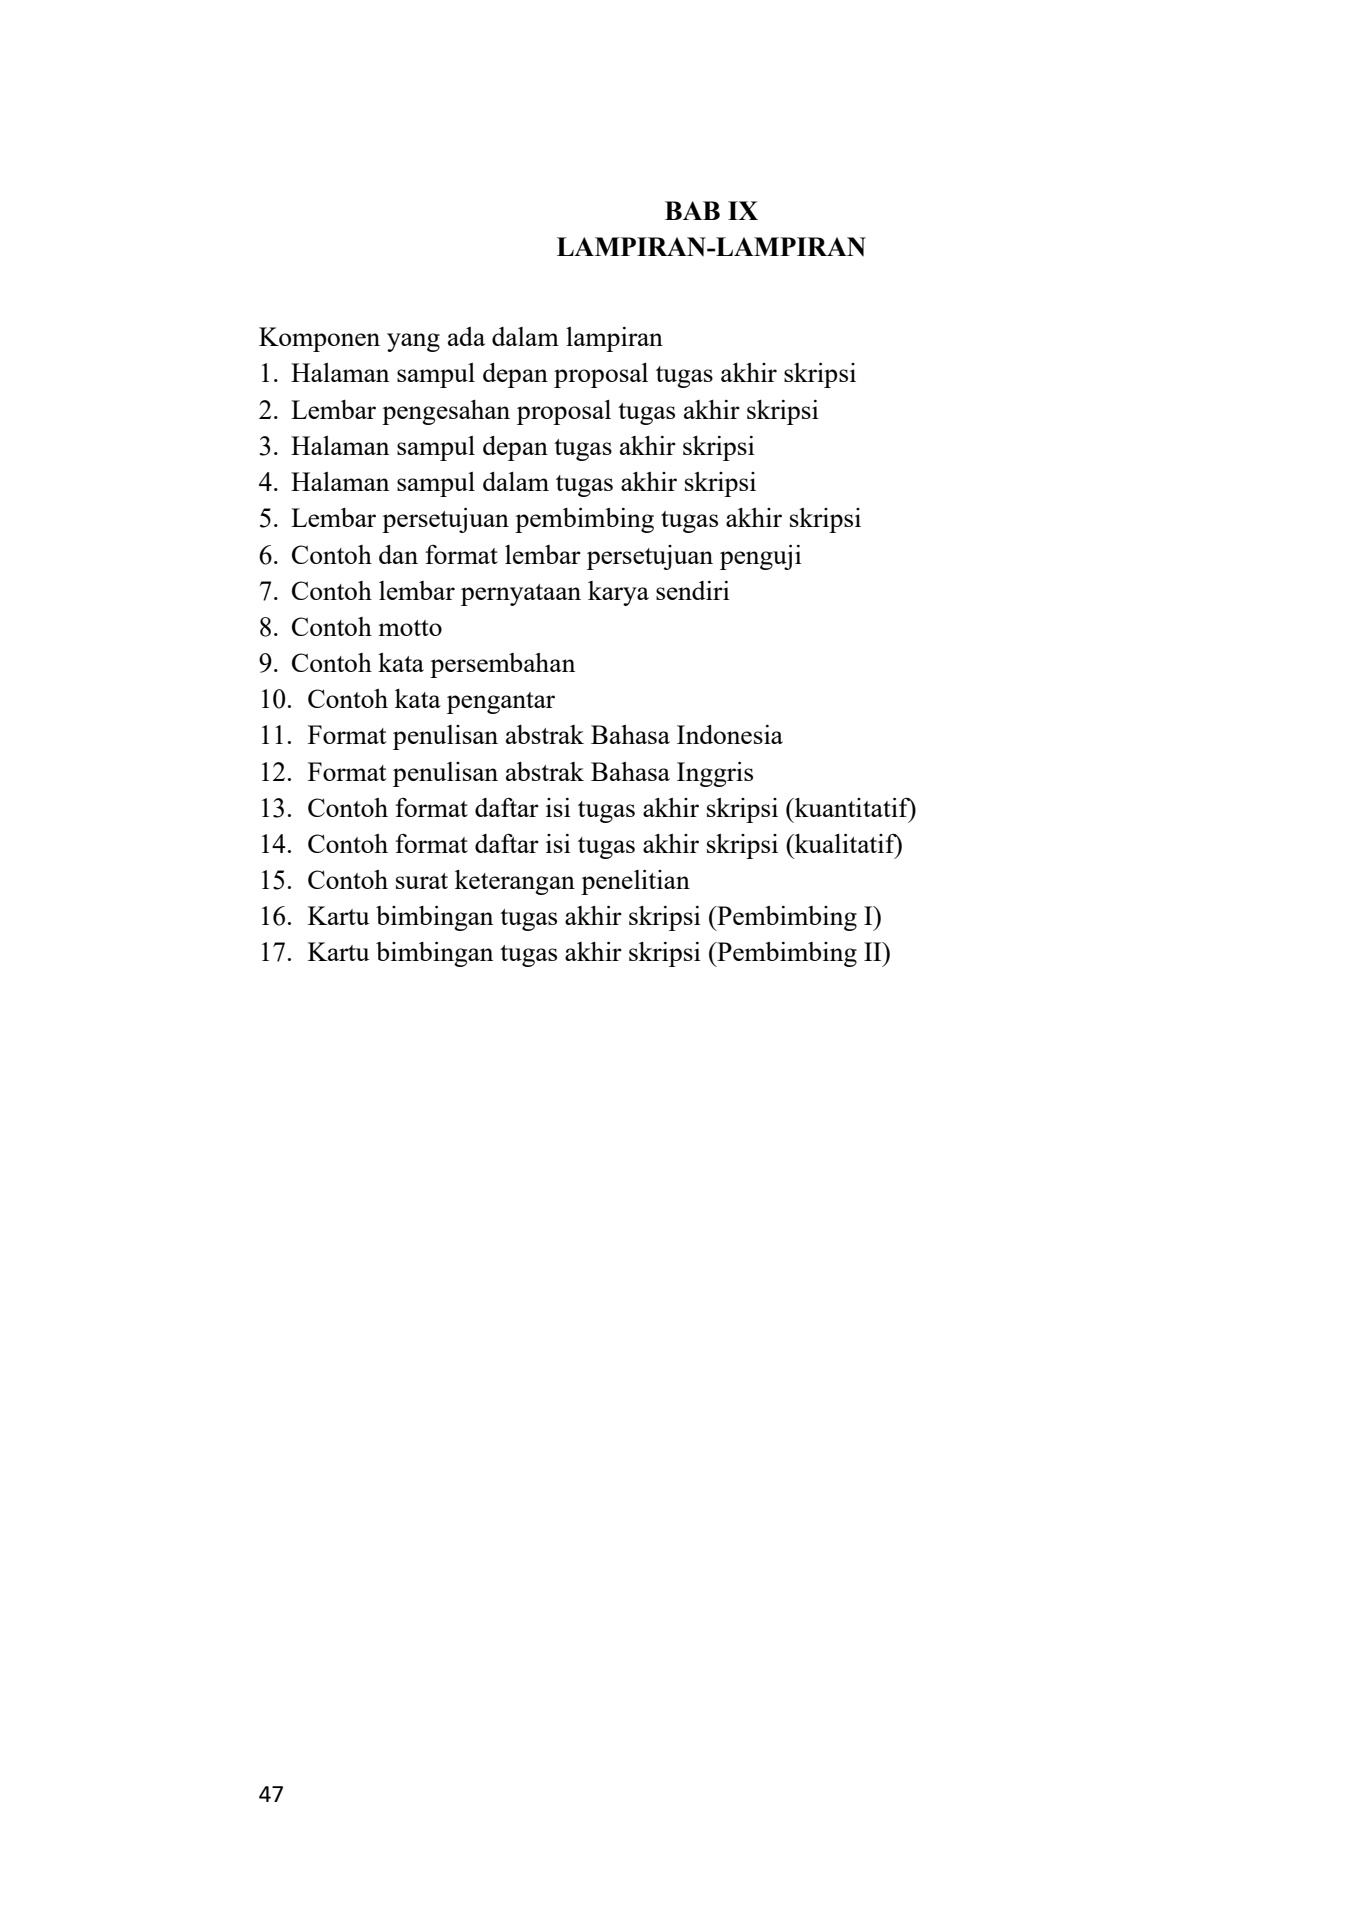 BAB IX
LAMPIRAN-LAMPIRAN
Komponen yang ada dalam lampiran
1. Halaman sampul depan proposal tugas akhir skripsi
2. Lembar pengesahan proposal tugas akhir skripsi
3. Halaman sampul depan tugas akhir skripsi
4. Halaman sampul dalam tugas akhir skripsi
5. Lembar persetujuan pembimbing tugas akhir skripsi
6. Contoh dan format lembar persetujuan penguji
7. Contoh lembar pernyataan karya sendiri
8. Contoh motto
9. Contoh kata persembahan
10. Contoh kata pengantar
11. Format penulisan abstrak Bahasa Indonesia
12. Format penulisan abstrak Bahasa Inggris
13. Contoh format daftar isi tugas akhir skripsi (kuantitatif)
14. Contoh format daftar isi tugas akhir skripsi (kualitatif)
15. Contoh surat keterangan penelitian
16. Kartu bimbingan tugas akhir skripsi (Pembimbing I)
17. Kartu bimbingan tugas akhir skripsi (Pembimbing II)
47